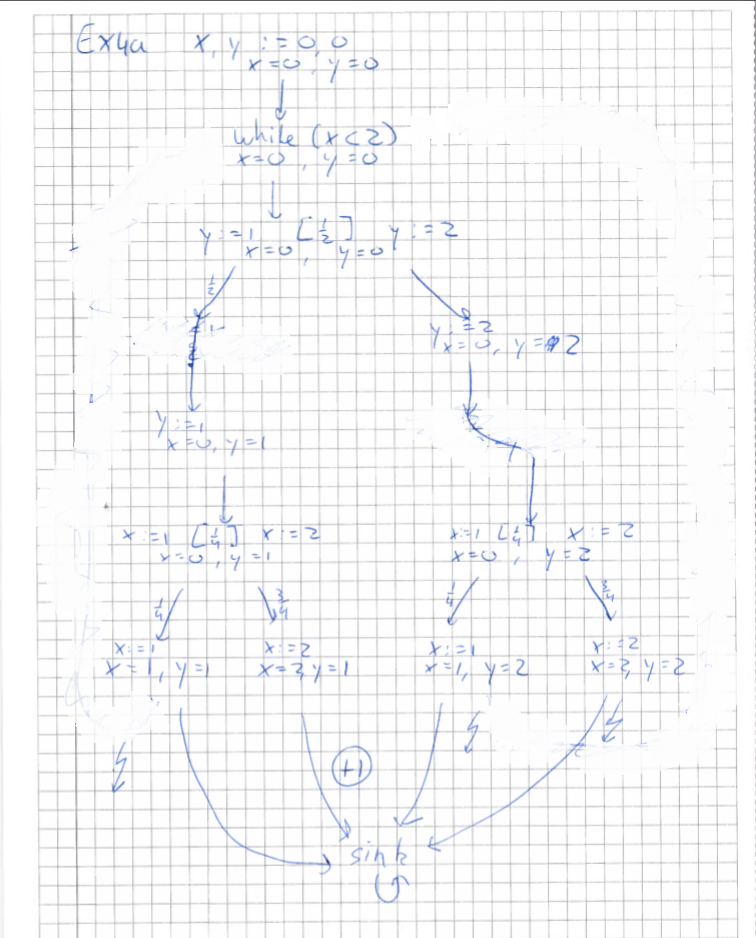 Ex4a x, y := 0, 0
x=0, y=0
while (x<2)
x=0, y=0
y:=1 [1/2] y:=2
x=0, y=0
1/2
y:=2
x=0, y=2
y:=1
x=0, y=1
x:=1 [1/4] x:=2
x=0, y=1
x:=1 [1/4] x:=2
x=0, y=2
1/4
3/4
1/4
3/4
x:=1
x=1, y=1
x:=2
x=2, y=1
x:=1
x=1, y=2
x:=2
x=2, y=2
+1
sink